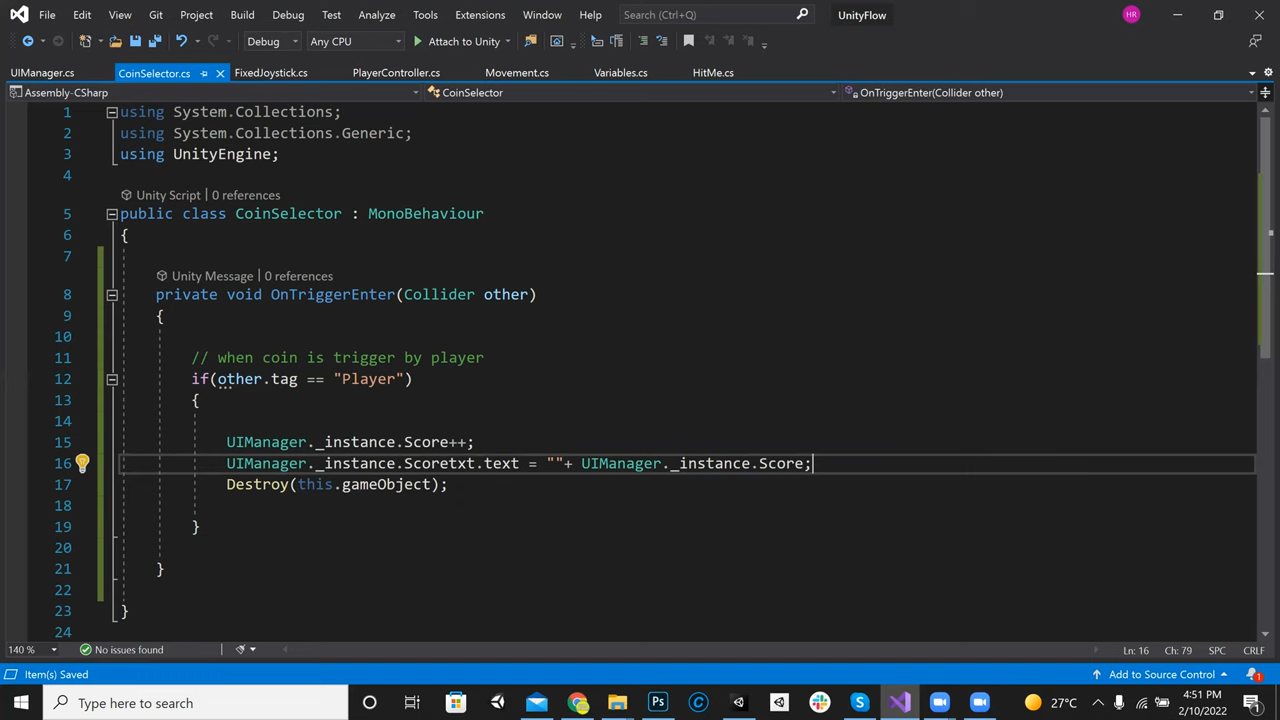 File Edit View Git Project Build Debug Test Analyze Tools Extensions Window Help Search (Ctrl+Q) UnityFlow HR
Debug Any CPU Attach to Unity
UIManager.cs CoinSelector.cs FixedJoystick.cs PlayerController.cs Movement.cs Variables.cs HitMe.cs
Assembly-CSharp CoinSelector OnTriggerEnter(Collider other)
1 using System.Collections;
2 using System.Collections.Generic;
3 using UnityEngine;
4
Unity Script | 0 references
5 public class CoinSelector : MonoBehaviour
6 {
7
Unity Message | 0 references
8 private void OnTriggerEnter(Collider other)
9 {
10
11 // when coin is trigger by player
12 if(other.tag == "Player")
13 {
14
15 UIManager._instance.Score++;
16 UIManager._instance.Scoretxt.text = ""+ UIManager._instance.Score;
17 Destroy(this.gameObject);
18
19 }
20
21 }
22
23 }
24
140 % No issues found Ln: 16 Ch: 79 SPC CRLF
Item(s) Saved Add to Source Control 1
Type here to search Ps 27°C 4:51 PM
2/10/2022